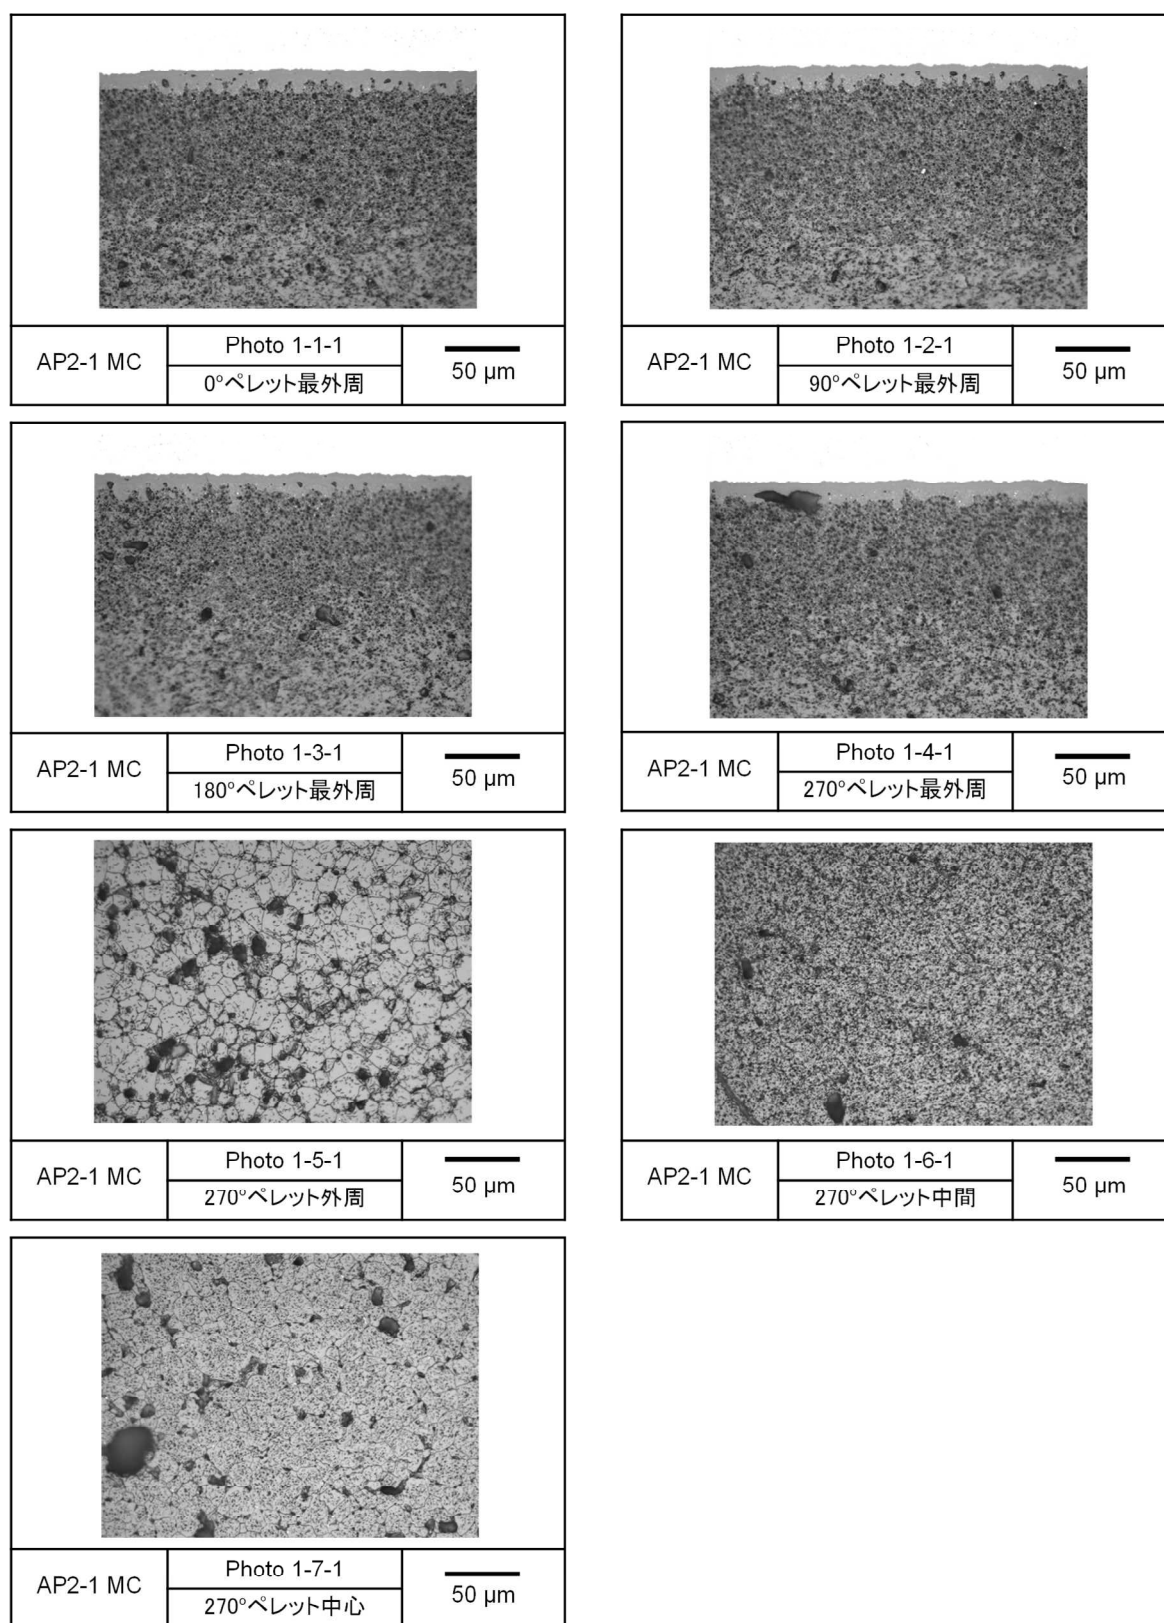 AP2-1 MC
Photo 1-1-1
0°ペレット最外周
50 µm
AP2-1 MC
Photo 1-2-1
90°ペレット最外周
50 µm
AP2-1 MC
Photo 1-3-1
180°ペレット最外周
50 µm
AP2-1 MC
Photo 1-4-1
270°ペレット最外周
50 µm
AP2-1 MC
Photo 1-5-1
270°ペレット外周
50 µm
AP2-1 MC
Photo 1-6-1
270°ペレット中間
50 µm
AP2-1 MC
Photo 1-7-1
270°ペレット中心
50 µm